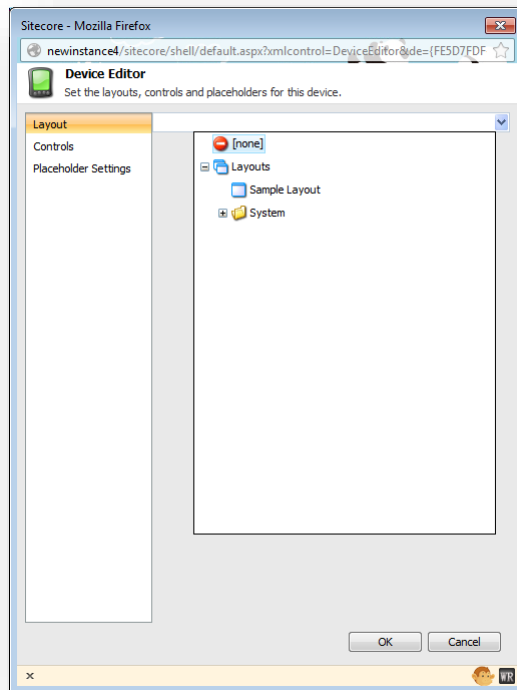 Sitecore - Mozilla Firefox
newinstance4/sitecore/shell/default.aspx?xmlcontrol=DeviceEditor&de={FE5D7FDF
Device Editor
Set the layouts, controls and placeholders for this device.
Layout
Controls
Placeholder Settings
[none]
Layouts
Sample Layout
System
OK
Cancel
WR